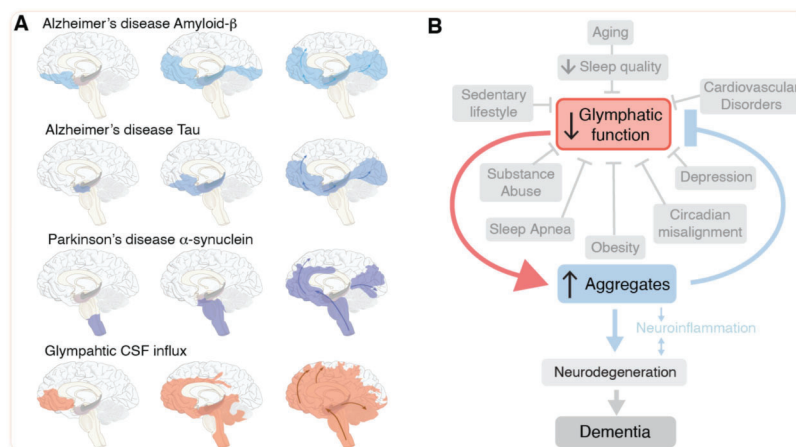 A
Alzheimer's disease Amyloid-β
Alzheimer's disease Tau
Parkinson's disease α-synuclein
Glympahtic CSF influx
B
Aging
↓ Sleep quality
Sedentary
lifestyle
Cardiovascular
Disorders
↓ Glymphatic
function
Substance
Abuse
Depression
Sleep Apnea
Circadian
misalignment
Obesity
↑ Aggregates
Neuroinflammation
Neurodegeneration
Dementia